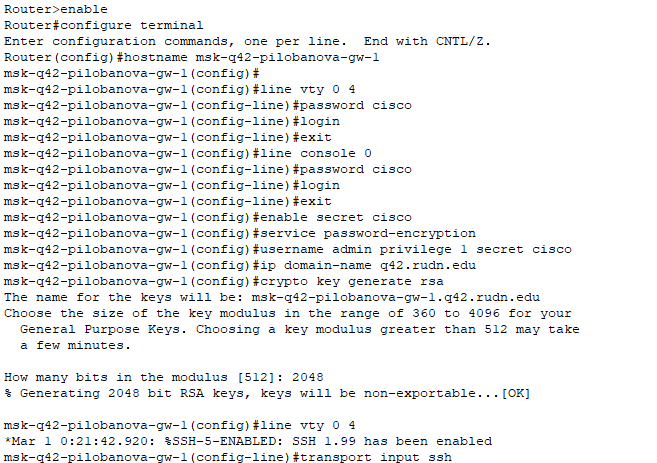 Router>enable
Router#configure terminal
Enter configuration commands, one per line.  End with CNTL/Z.
Router(config)#hostname msk-q42-pilobanova-gw-1
msk-q42-pilobanova-gw-1(config)#
msk-q42-pilobanova-gw-1(config)#line vty 0 4
msk-q42-pilobanova-gw-1(config-line)#password cisco
msk-q42-pilobanova-gw-1(config-line)#login
msk-q42-pilobanova-gw-1(config-line)#exit
msk-q42-pilobanova-gw-1(config)#line console 0
msk-q42-pilobanova-gw-1(config-line)#password cisco
msk-q42-pilobanova-gw-1(config-line)#login
msk-q42-pilobanova-gw-1(config-line)#exit
msk-q42-pilobanova-gw-1(config)#enable secret cisco
msk-q42-pilobanova-gw-1(config)#service password-encryption
msk-q42-pilobanova-gw-1(config)#username admin privilege 1 secret cisco
msk-q42-pilobanova-gw-1(config)#ip domain-name q42.rudn.edu
msk-q42-pilobanova-gw-1(config)#crypto key generate rsa
The name for the keys will be: msk-q42-pilobanova-gw-1.q42.rudn.edu
Choose the size of the key modulus in the range of 360 to 4096 for your
  General Purpose Keys. Choosing a key modulus greater than 512 may take
  a few minutes.

How many bits in the modulus [512]: 2048
% Generating 2048 bit RSA keys, keys will be non-exportable...[OK]

msk-q42-pilobanova-gw-1(config)#line vty 0 4
*Mar 1 0:21:42.920: %SSH-5-ENABLED: SSH 1.99 has been enabled
msk-q42-pilobanova-gw-1(config-line)#transport input ssh